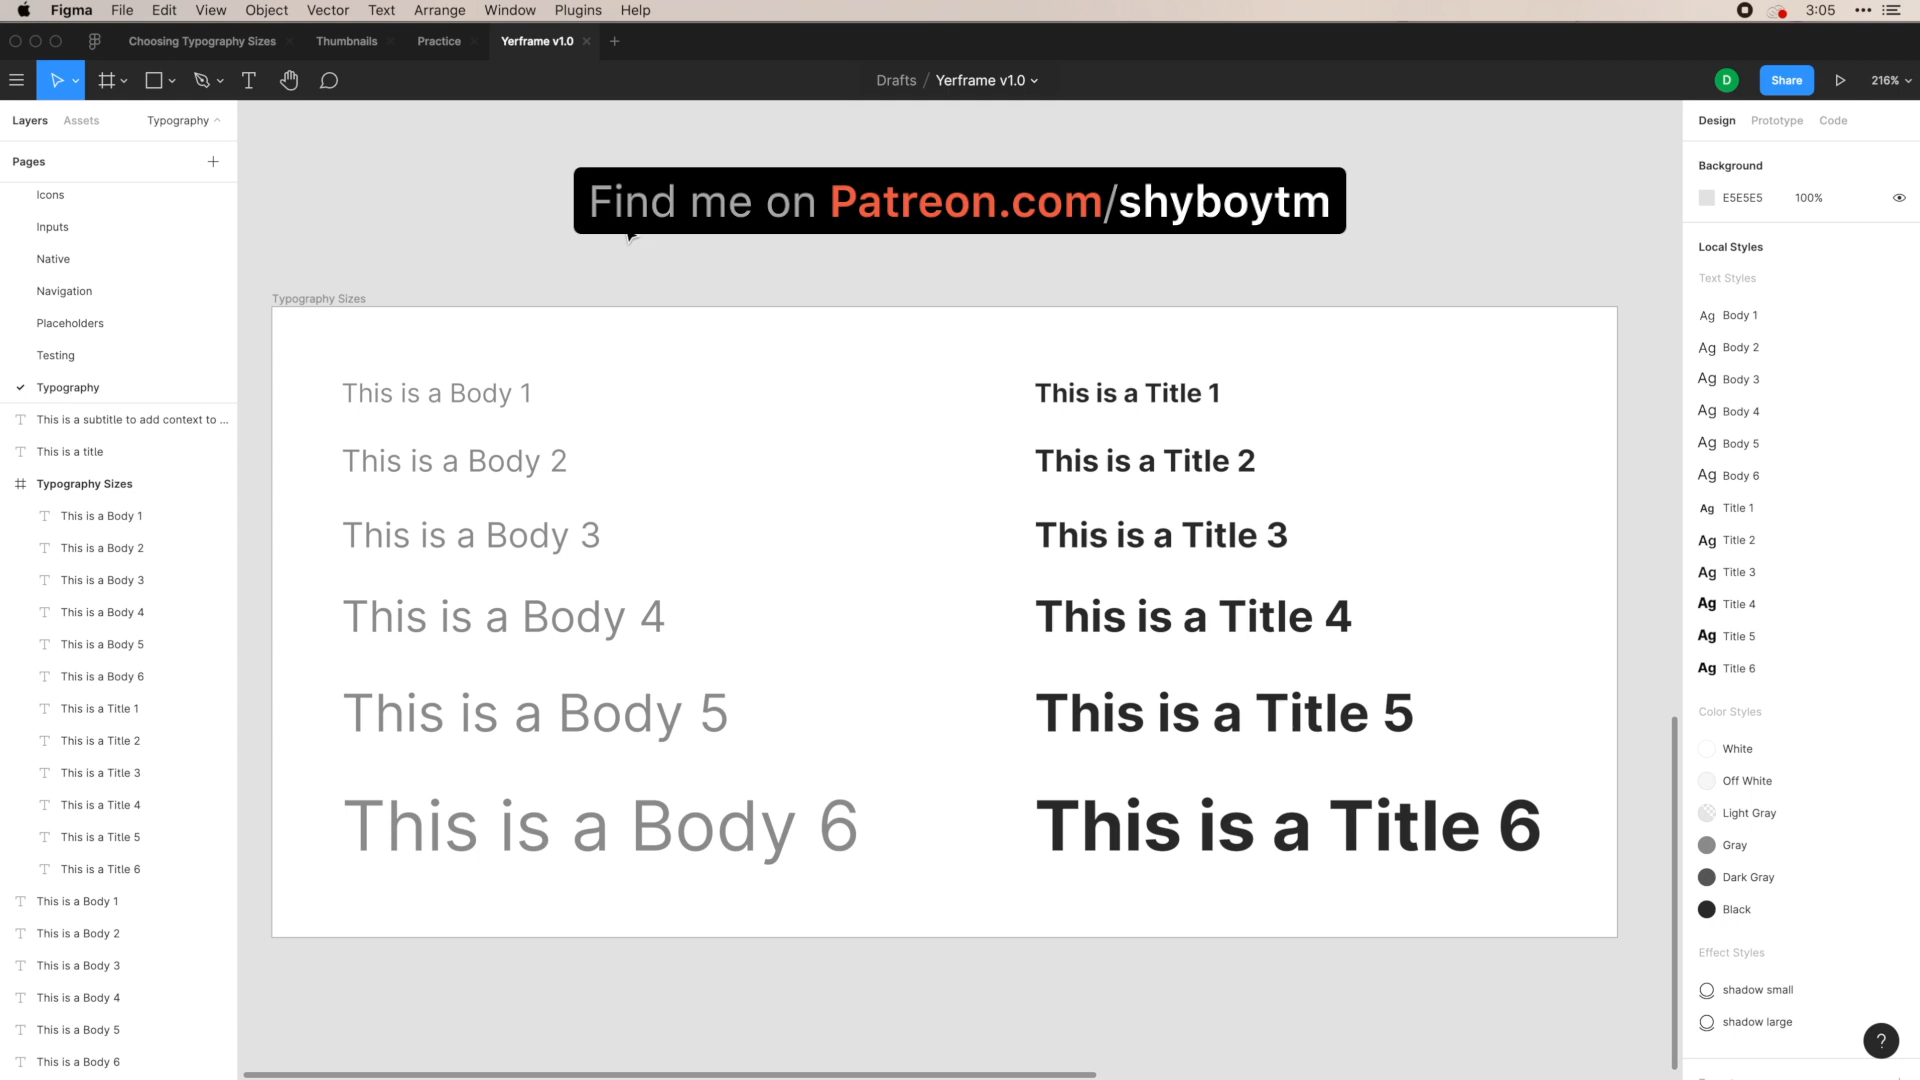 Figma File Edit View Object Vector Text Arrange Window Plugins Help 3:05
Choosing Typography Sizes Thumbnails Practice Yerframe v1.0
Drafts / Yerframe v1.0 D Share 216%
Layers Assets Typography
Pages
Icons
Inputs
Native
Navigation
Placeholders
Testing
Typography
This is a subtitle to add context to ...
This is a title
Typography Sizes
This is a Body 1
This is a Body 2
This is a Body 3
This is a Body 4
This is a Body 5
This is a Body 6
This is a Title 1
This is a Title 2
This is a Title 3
This is a Title 4
This is a Title 5
This is a Title 6
This is a Body 1
This is a Body 2
This is a Body 3
This is a Body 4
This is a Body 5
This is a Body 6
Find me on Patreon.com/shyboytm
Typography Sizes
This is a Body 1
This is a Body 2
This is a Body 3
This is a Body 4
This is a Body 5
This is a Body 6
This is a Title 1
This is a Title 2
This is a Title 3
This is a Title 4
This is a Title 5
This is a Title 6
Design Prototype Code
Background
E5E5E5 100%
Local Styles
Text Styles
Ag Body 1
Ag Body 2
Ag Body 3
Ag Body 4
Ag Body 5
Ag Body 6
Ag Title 1
Ag Title 2
Ag Title 3
Ag Title 4
Ag Title 5
Ag Title 6
Color Styles
White
Off White
Light Gray
Gray
Dark Gray
Black
Effect Styles
shadow small
shadow large
?